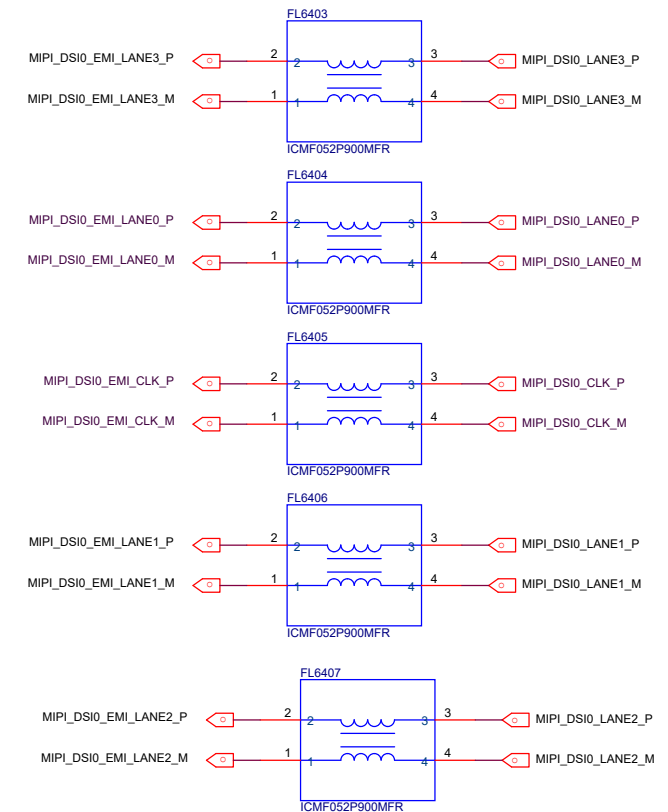 FL6403
MIPI_DSI0_EMI_LANE3_P 2 2 3 3 MIPI_DSI0_LANE3_P
MIPI_DSI0_EMI_LANE3_M 1 1 4 4 MIPI_DSI0_LANE3_M
ICMF052P900MFR
FL6404
MIPI_DSI0_EMI_LANE0_P 2 2 3 3 MIPI_DSI0_LANE0_P
MIPI_DSI0_EMI_LANE0_M 1 1 4 4 MIPI_DSI0_LANE0_M
ICMF052P900MFR
FL6405
MIPI_DSI0_EMI_CLK_P 2 2 3 3 MIPI_DSI0_CLK_P
MIPI_DSI0_EMI_CLK_M 1 1 4 4 MIPI_DSI0_CLK_M
ICMF052P900MFR
FL6406
MIPI_DSI0_EMI_LANE1_P 2 2 3 3 MIPI_DSI0_LANE1_P
MIPI_DSI0_EMI_LANE1_M 1 1 4 4 MIPI_DSI0_LANE1_M
ICMF052P900MFR
FL6407
MIPI_DSI0_EMI_LANE2_P 2 2 3 3 MIPI_DSI0_LANE2_P
MIPI_DSI0_EMI_LANE2_M 1 1 4 4 MIPI_DSI0_LANE2_M
ICMF052P900MFR